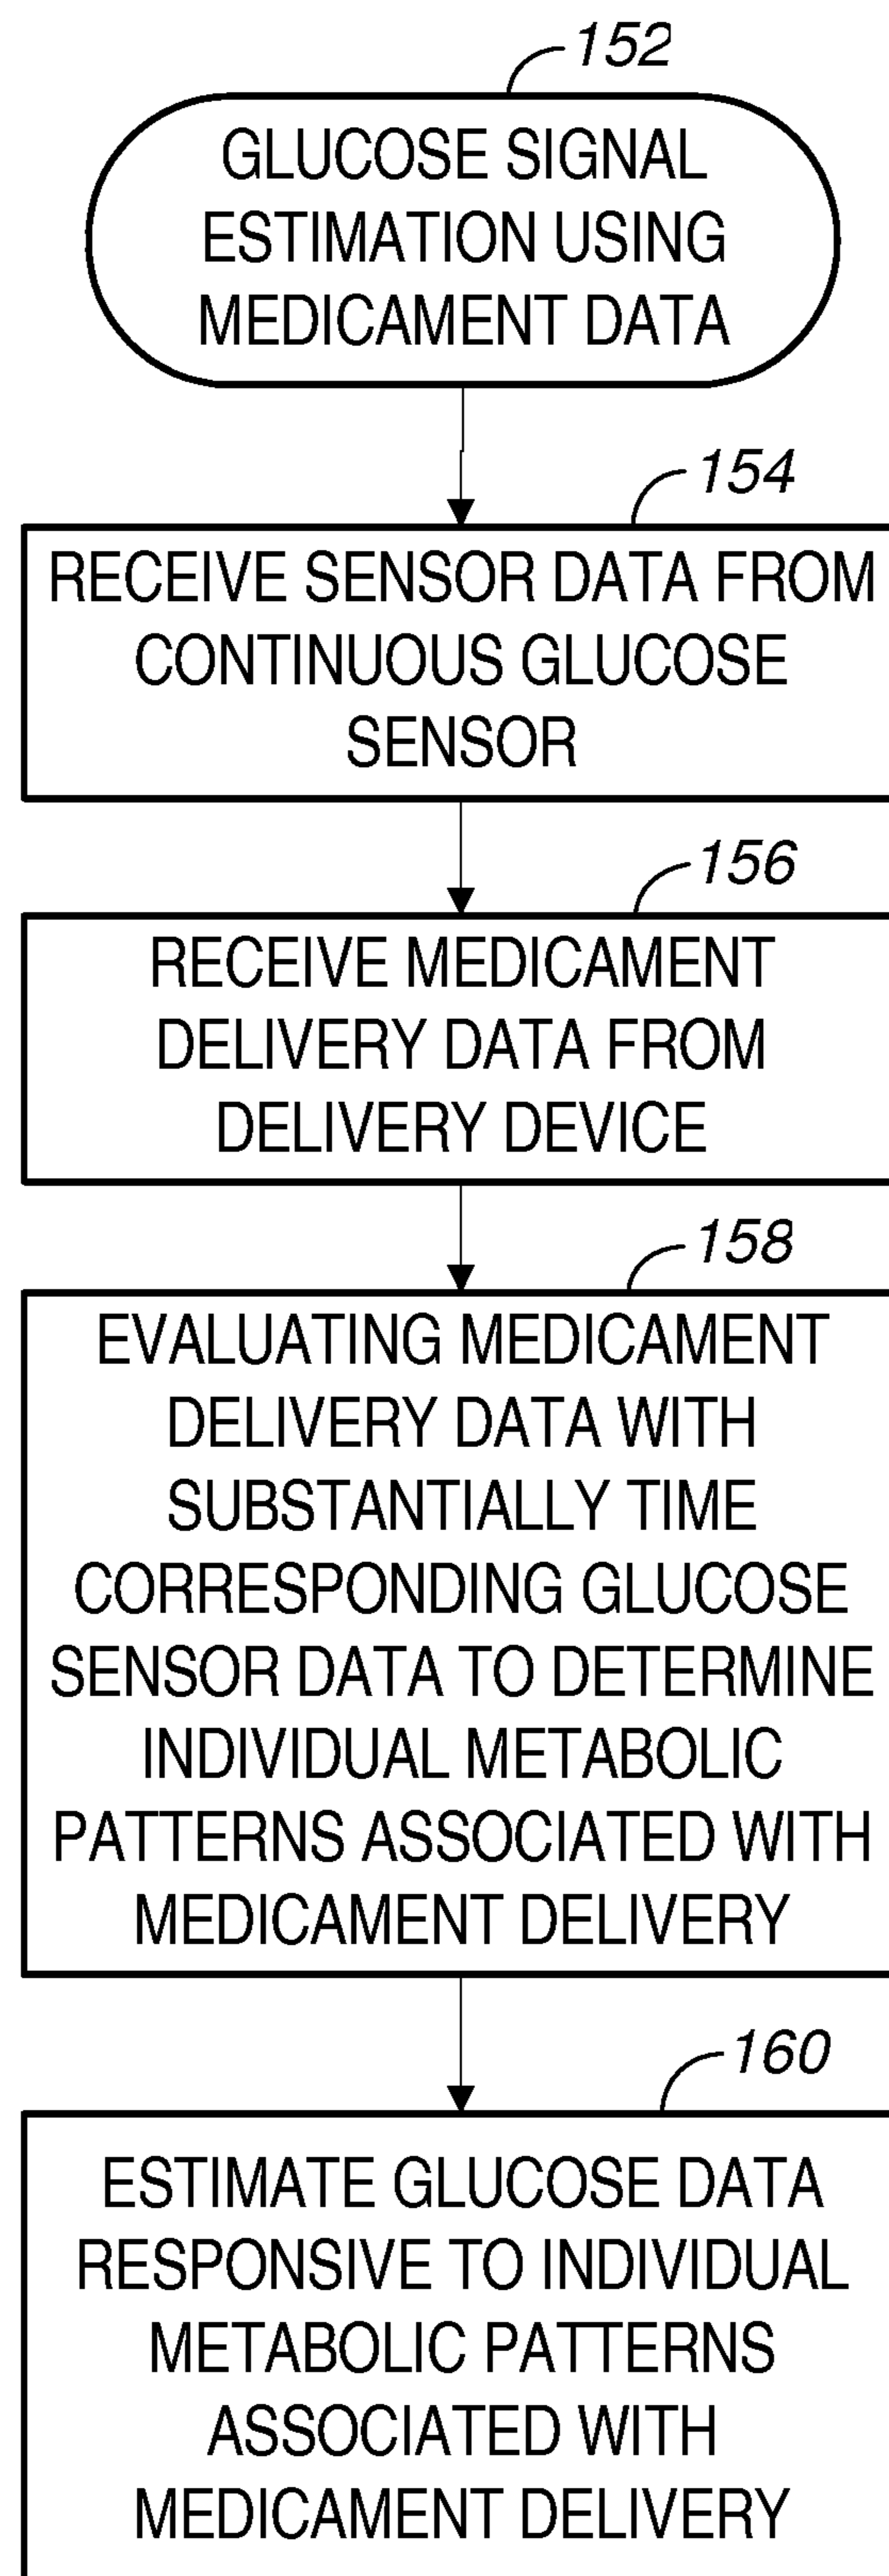 152
GLUCOSE SIGNAL
ESTIMATION USING
MEDICAMENT DATA
154
RECEIVE SENSOR DATA FROM
CONTINUOUS GLUCOSE
SENSOR
156
RECEIVE MEDICAMENT
DELIVERY DATA FROM
DELIVERY DEVICE
158
EVALUATING MEDICAMENT
DELIVERY DATA WITH
SUBSTANTIALLY TIME
CORRESPONDING GLUCOSE
SENSOR DATA TO DETERMINE
INDIVIDUAL METABOLIC
PATTERNS ASSOCIATED WITH
MEDICAMENT DELIVERY
160
ESTIMATE GLUCOSE DATA
RESPONSIVE TO INDIVIDUAL
METABOLIC PATTERNS
ASSOCIATED WITH
MEDICAMENT DELIVERY